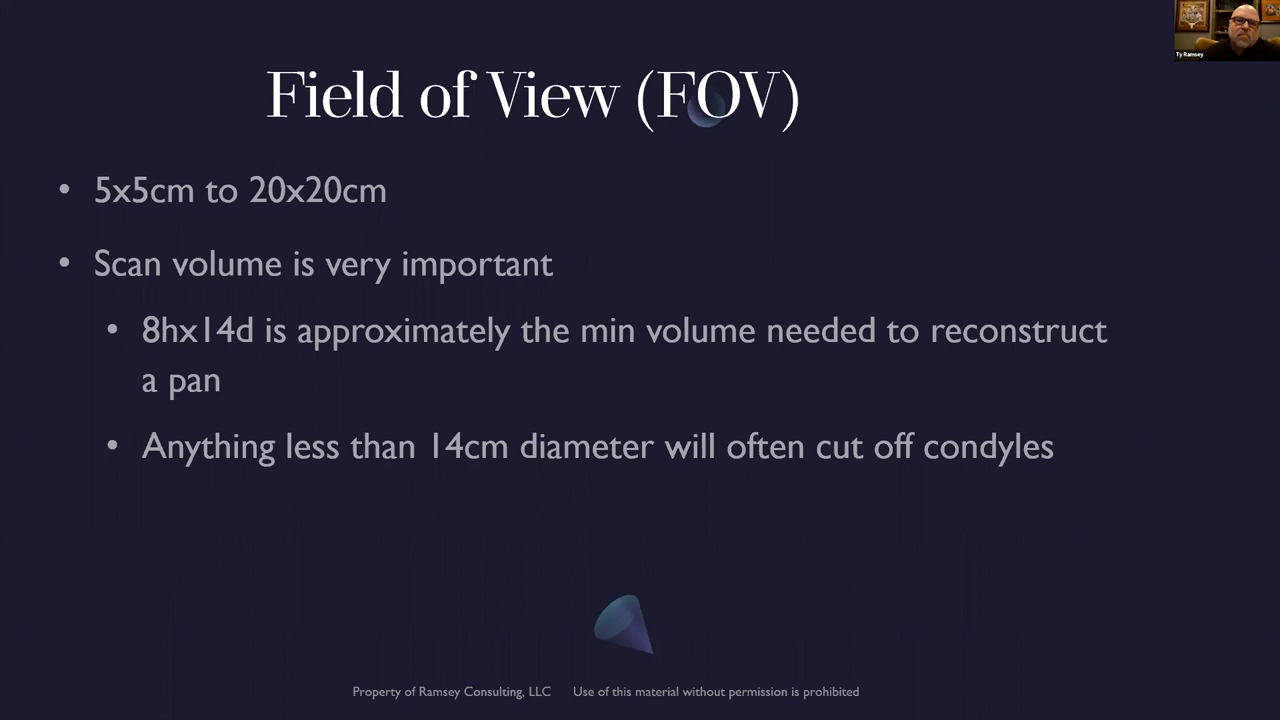 Ty Ramsey
Field of View (FOV)
• 5x5cm to 20x20cm
• Scan volume is very important
• 8hx14d is approximately the min volume needed to reconstruct
a pan
• Anything less than 14cm diameter will often cut off condyles
Property of Ramsey Consulting, LLC Use of this material without permission is prohibited